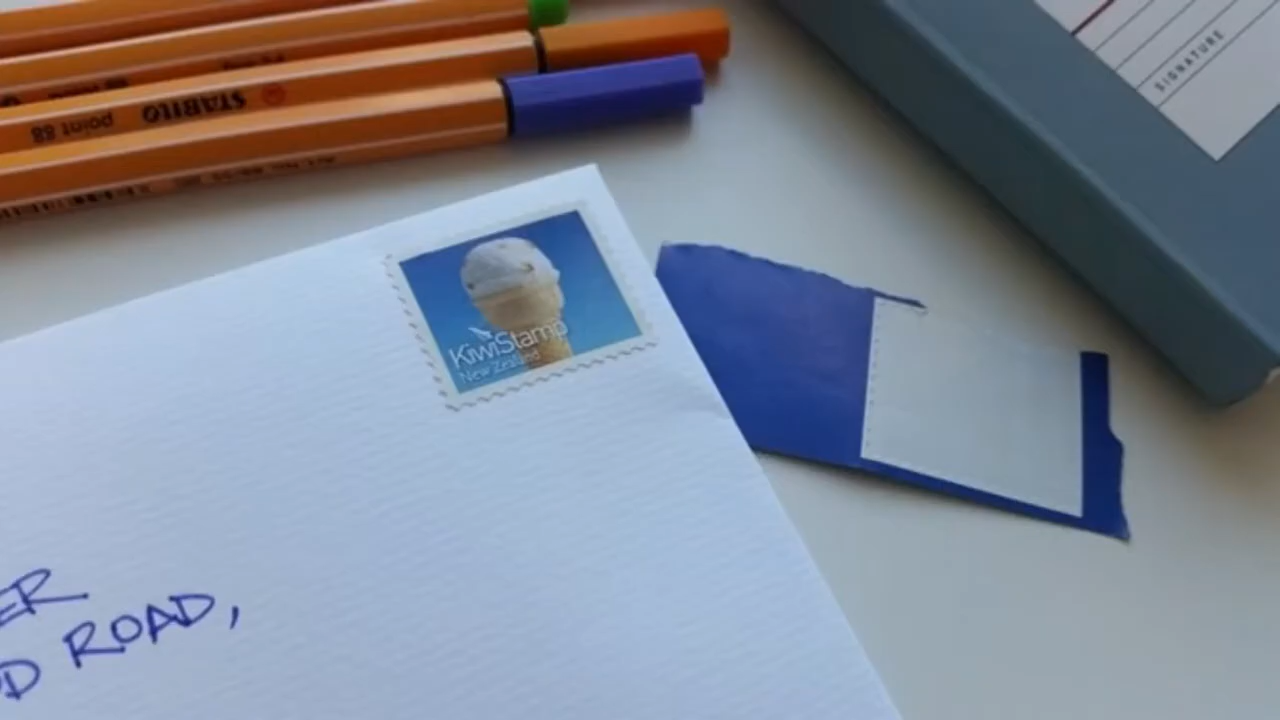 STABILO
point 88
SIGNATURE
KiwiStamp
New Zealand
ER
D ROAD,